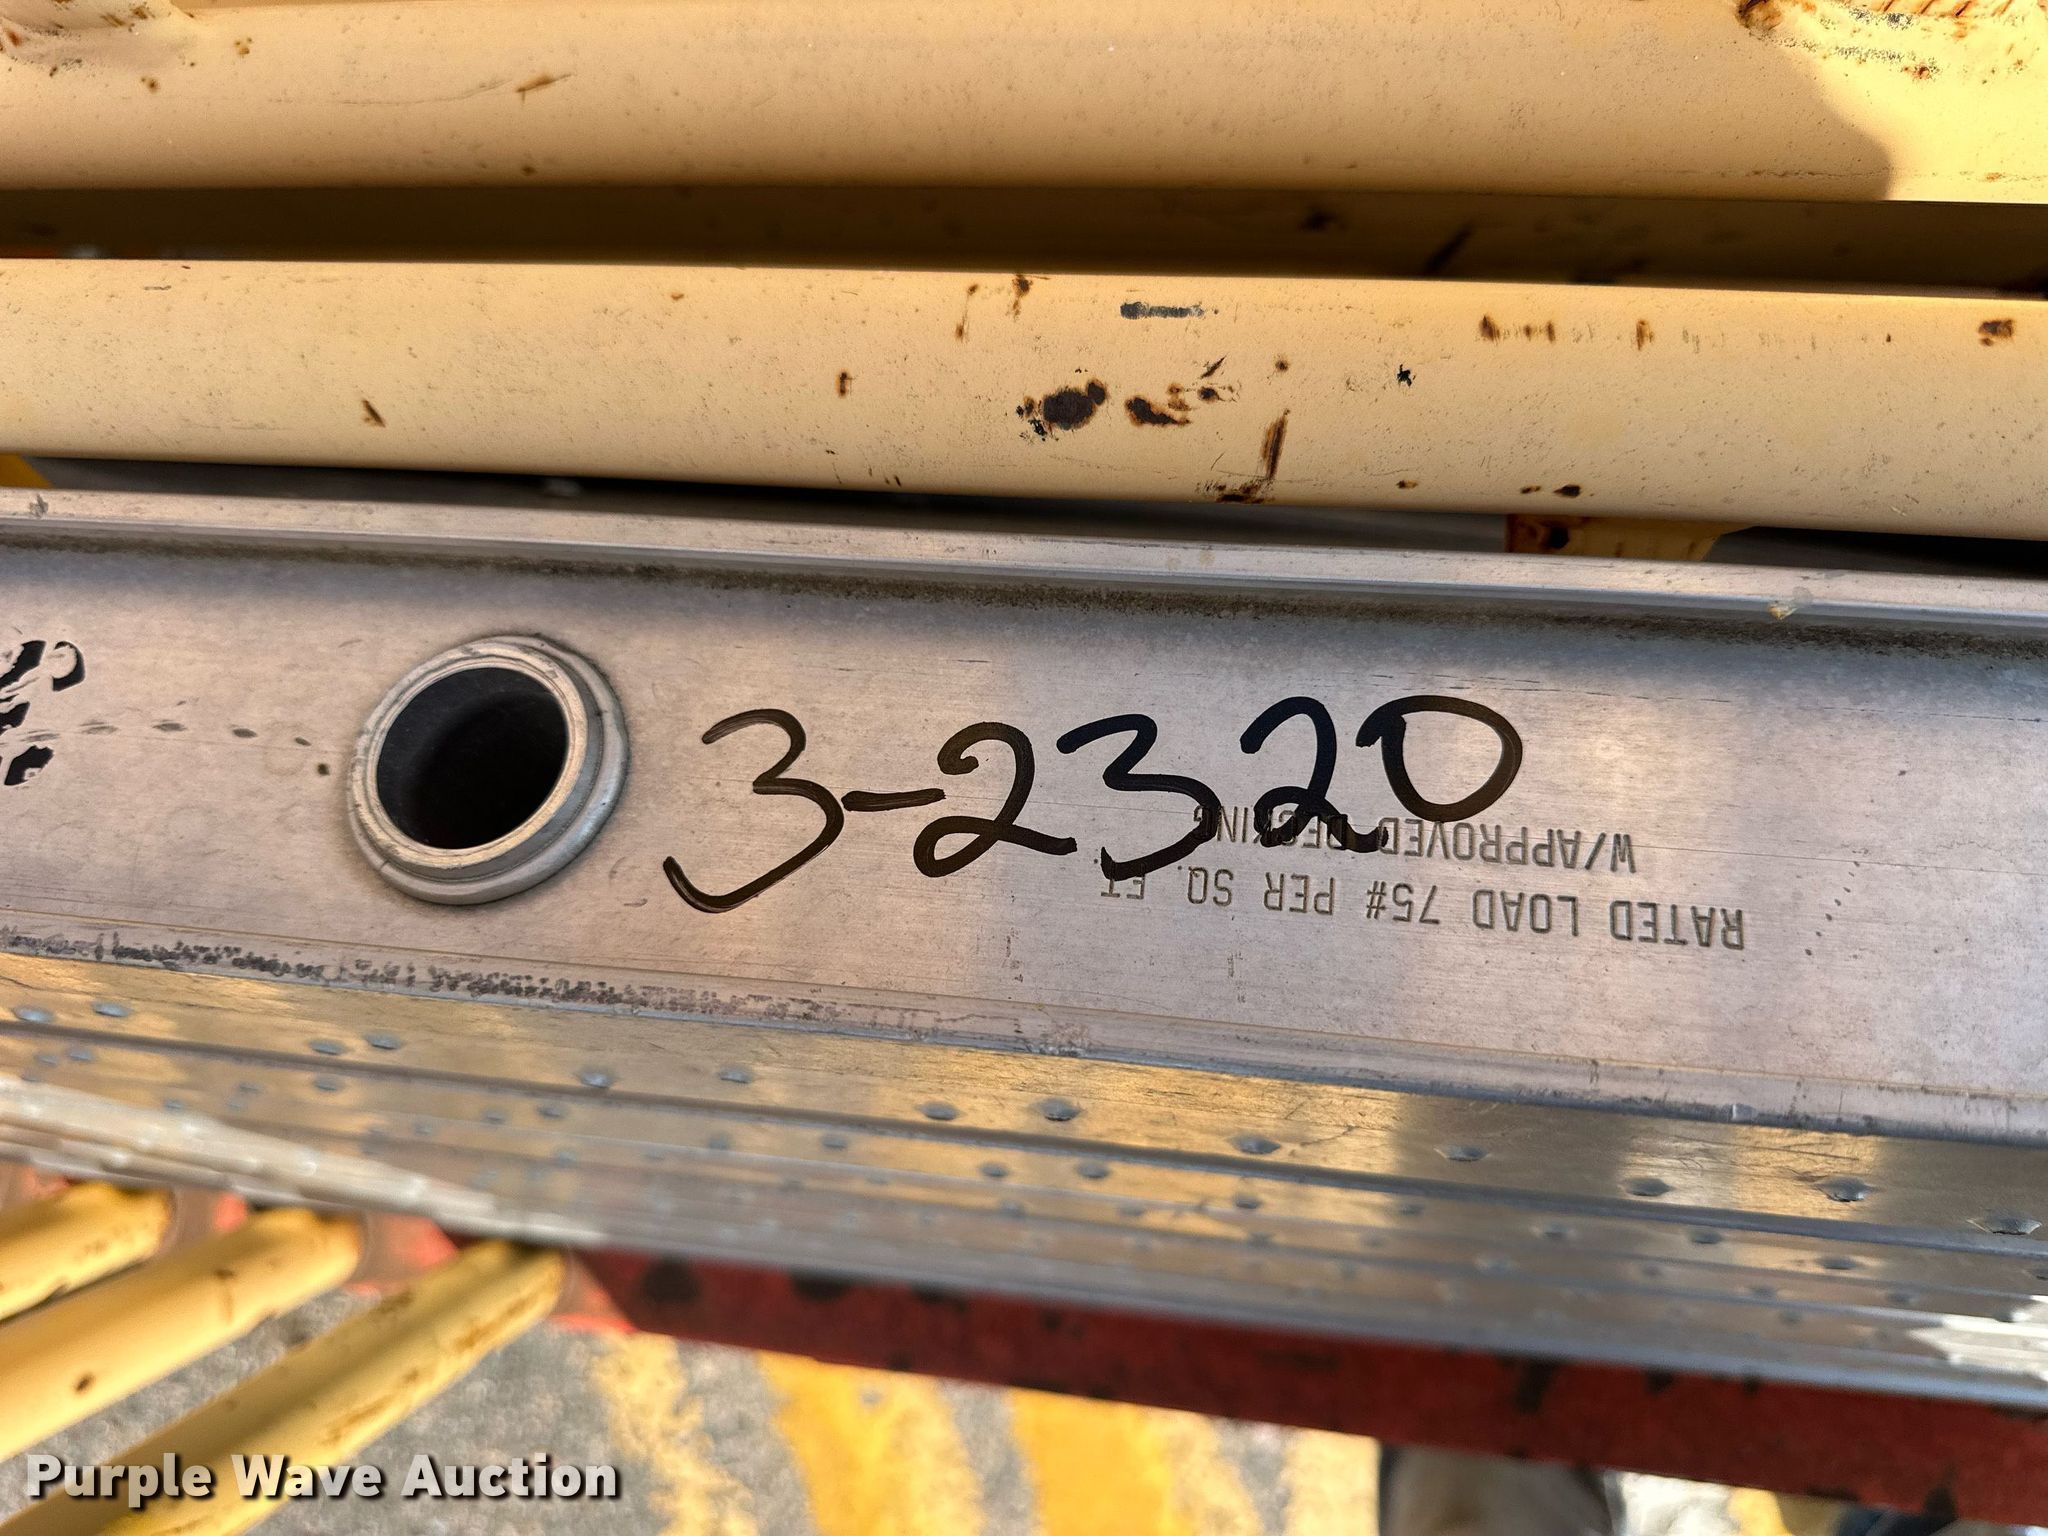 3-2320
RATED LOAD 75# PER SQ. FT.
W/APPROVED DECKING
Purple Wave Auction